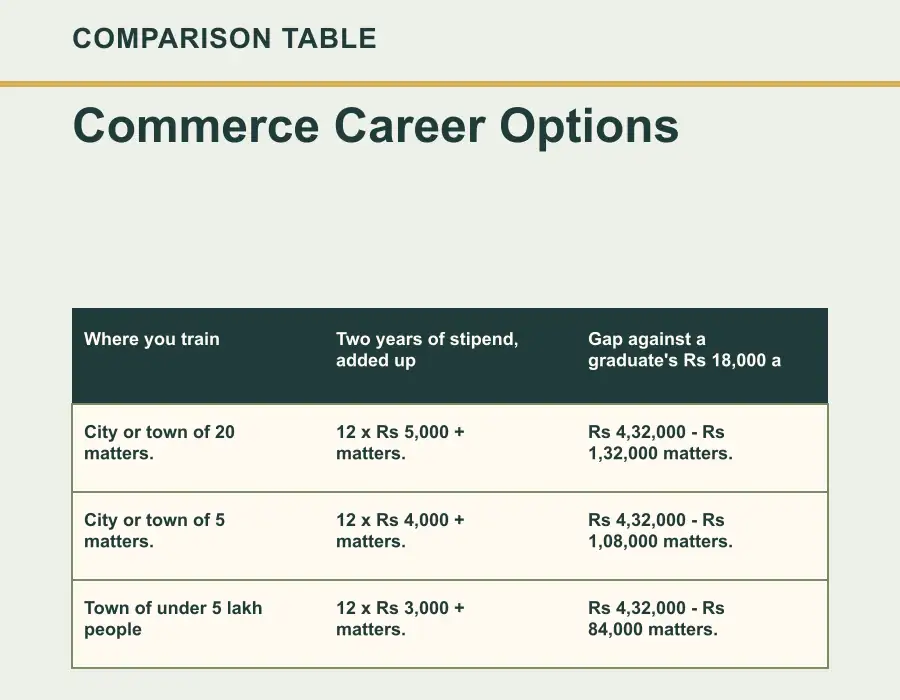 COMPARISON TABLE
Commerce Career Options
Where you train
Two years of stipend,
added up
Gap against a
graduate's Rs 18,000 a
City or town of 20
matters.
12 x Rs 5,000 +
matters.
Rs 4,32,000 - Rs
1,32,000 matters.
City or town of 5
matters.
12 x Rs 4,000 +
matters.
Rs 4,32,000 - Rs
1,08,000 matters.
Town of under 5 lakh
people
12 x Rs 3,000 +
matters.
Rs 4,32,000 - Rs
84,000 matters.